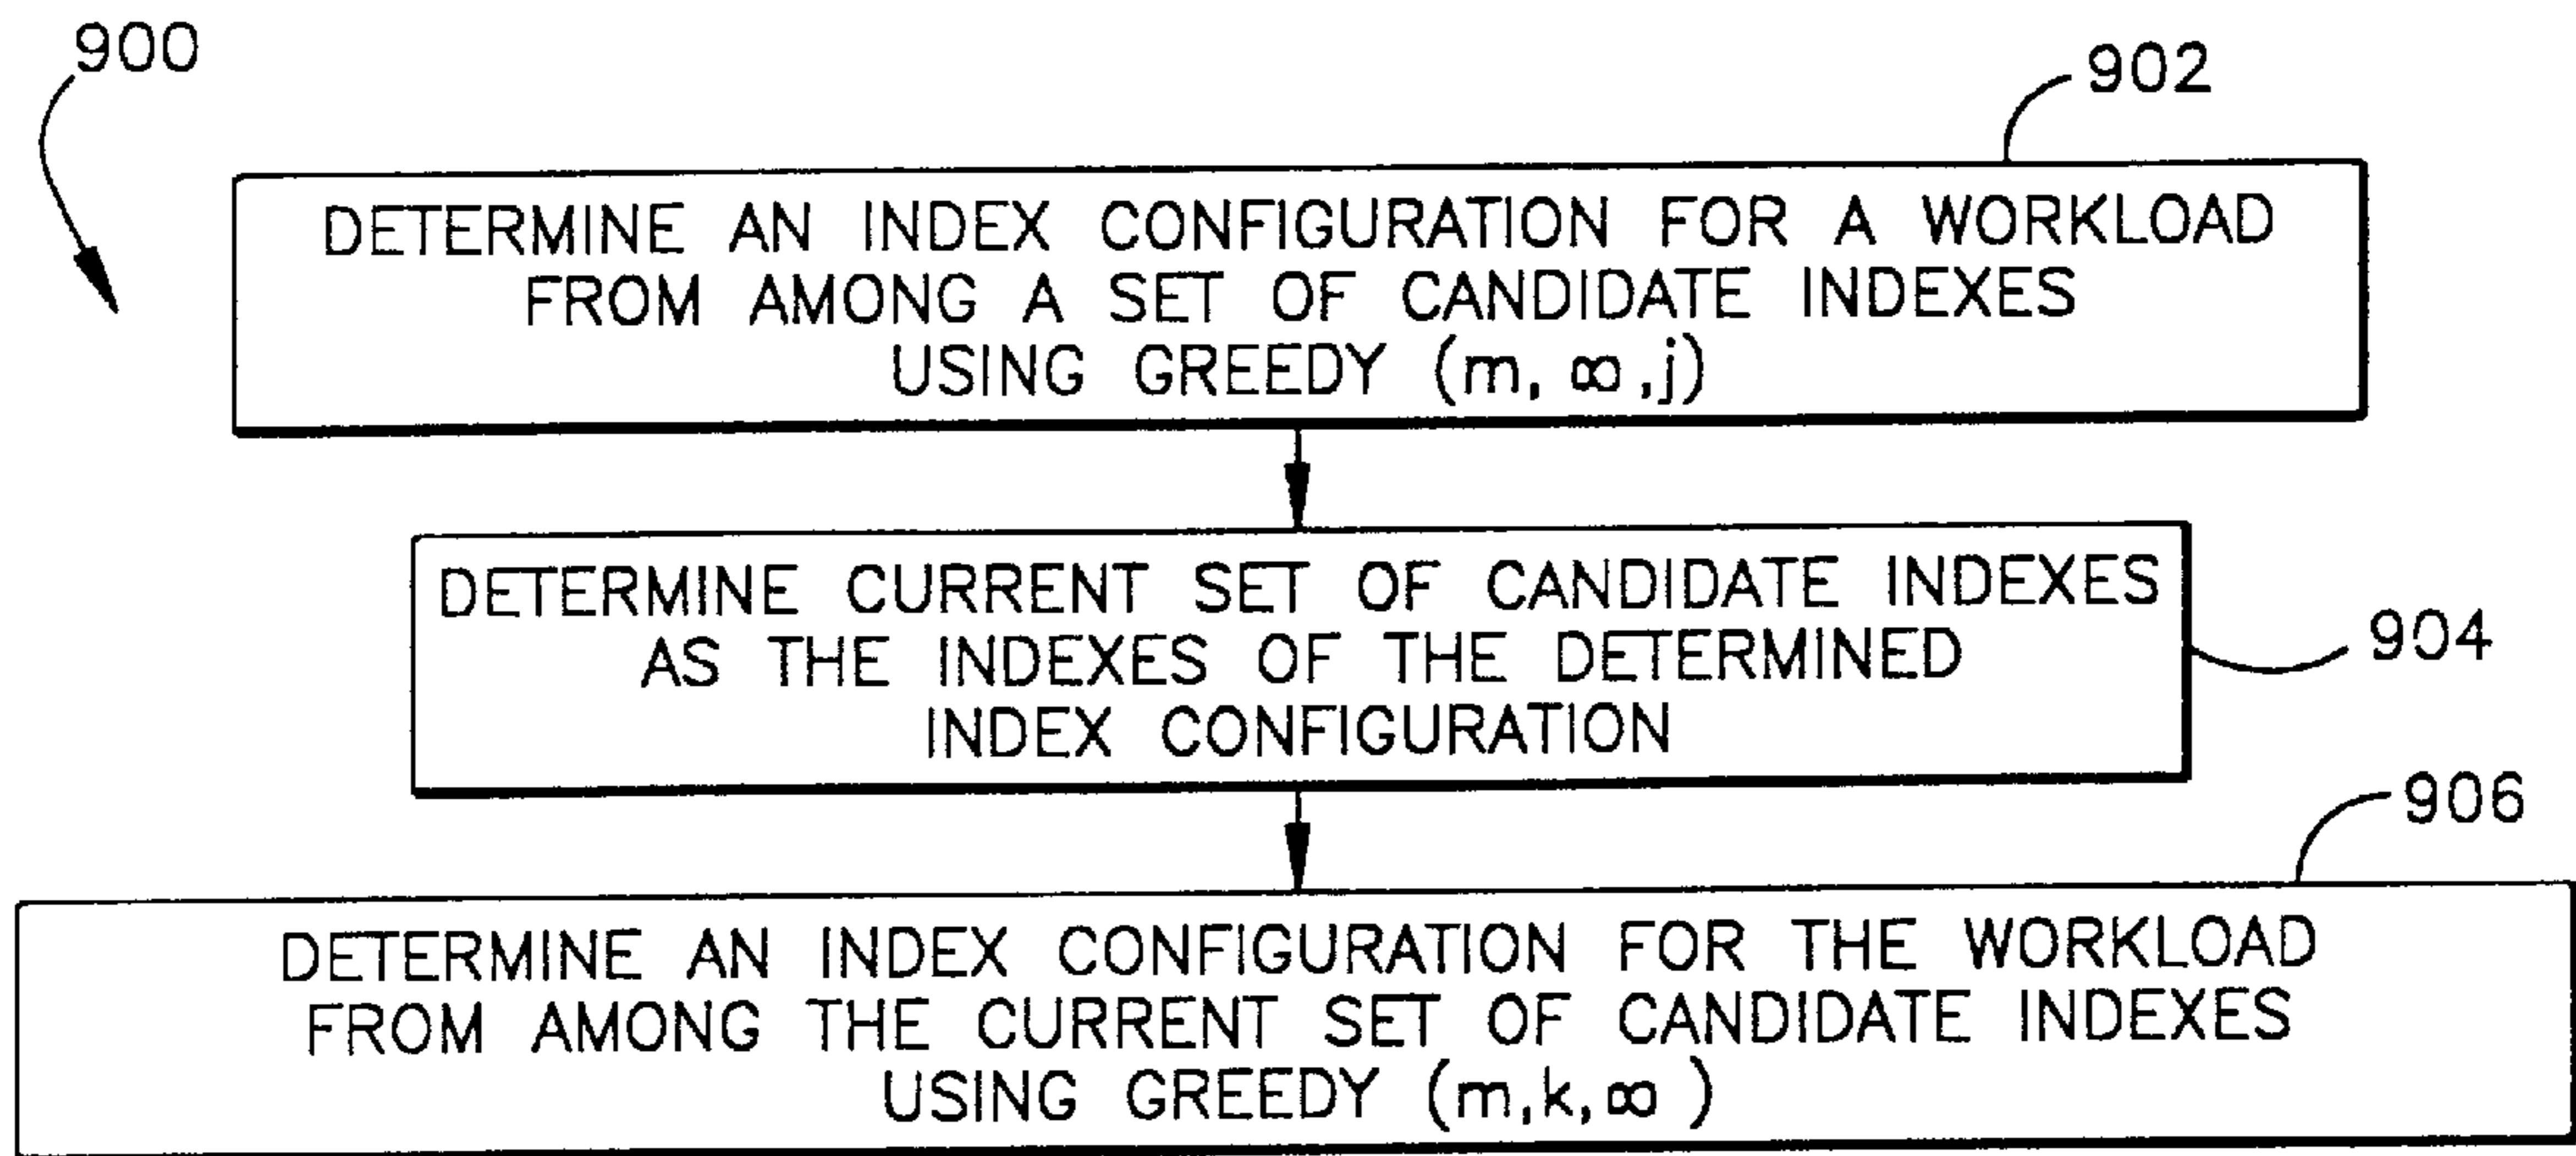 900
902
DETERMINE AN INDEX CONFIGURATION FOR A WORKLOAD
FROM AMONG A SET OF CANDIDATE INDEXES
USING GREEDY (m, ∞,j)
DETERMINE CURRENT SET OF CANDIDATE INDEXES
AS THE INDEXES OF THE DETERMINED
INDEX CONFIGURATION
904
906
DETERMINE AN INDEX CONFIGURATION FOR THE WORKLOAD
FROM AMONG THE CURRENT SET OF CANDIDATE INDEXES
USING GREEDY (m,k,∞ )